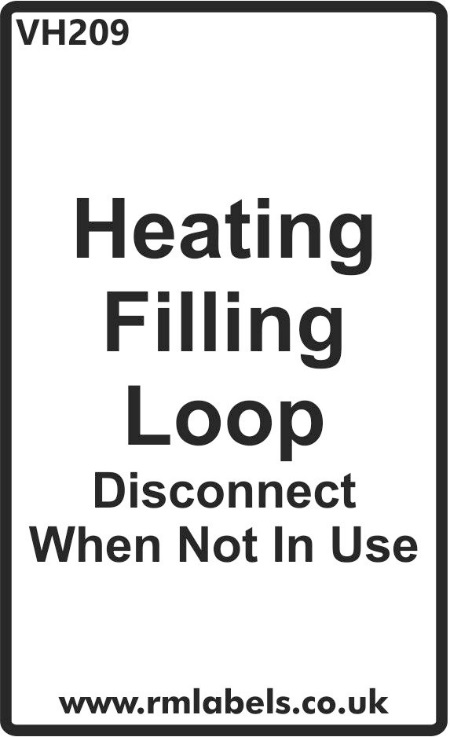 VH209
Heating
Filling
Loop
Disconnect
When Not In Use
www.rmlabels.co.uk